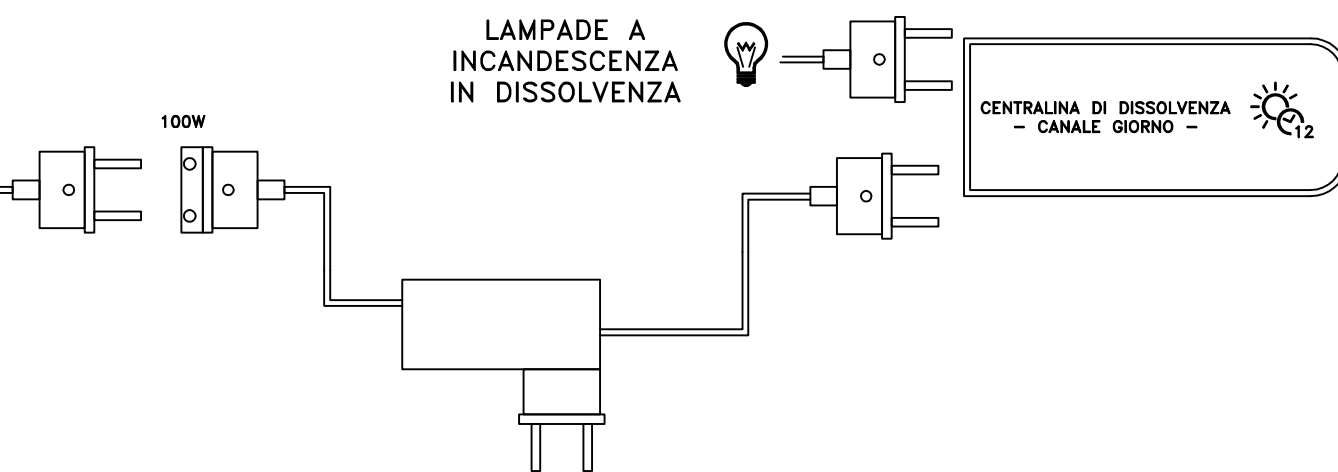 LAMPADE A
INCANDESCENZA
IN DISSOLVENZA
CENTRALINA DI DISSOLVENZA
- CANALE GIORNO -
12
100W